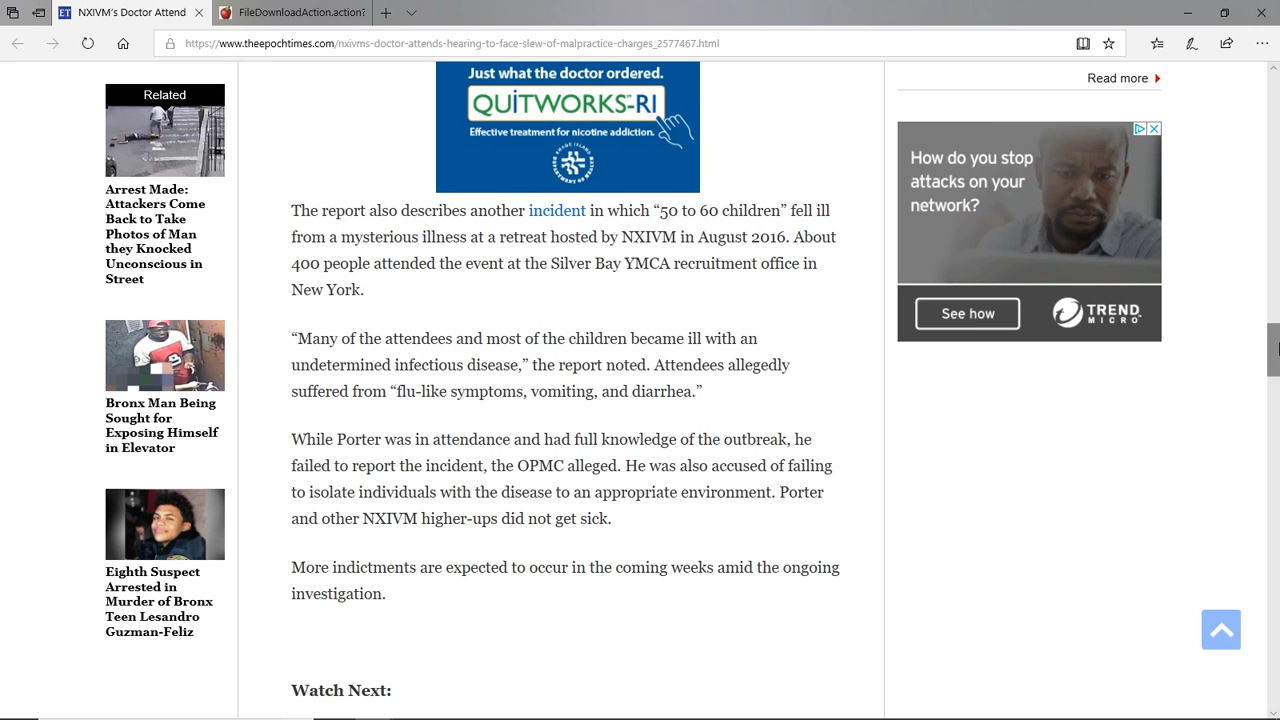 NXIVM's Doctor Attend
FileDownloadAction.action?
https://www.theepochtimes.com/nxivms-doctor-attends-hearing-to-face-slew-of-malpractice-charges_2577467.html
Related
Arrest Made:
Attackers Come
Back to Take
Photos of Man
they Knocked
Unconscious in
Street
Bronx Man Being
Sought for
Exposing Himself
in Elevator
Eighth Suspect
Arrested in
Murder of Bronx
Teen Lesandro
Guzman-Feliz
Just what the doctor ordered.
QUITWORKS-RI
Effective treatment for nicotine addiction.
The report also describes another incident in which “50 to 60 children” fell ill
from a mysterious illness at a retreat hosted by NXIVM in August 2016. About
400 people attended the event at the Silver Bay YMCA recruitment office in
New York.
“Many of the attendees and most of the children became ill with an
undetermined infectious disease,” the report noted. Attendees allegedly
suffered from “flu-like symptoms, vomiting, and diarrhea.”
While Porter was in attendance and had full knowledge of the outbreak, he
failed to report the incident, the OPMC alleged. He was also accused of failing
to isolate individuals with the disease to an appropriate environment. Porter
and other NXIVM higher-ups did not get sick.
More indictments are expected to occur in the coming weeks amid the ongoing
investigation.
Watch Next:
Read more
How do you stop
attacks on your
network?
See how
TREND
MICRO